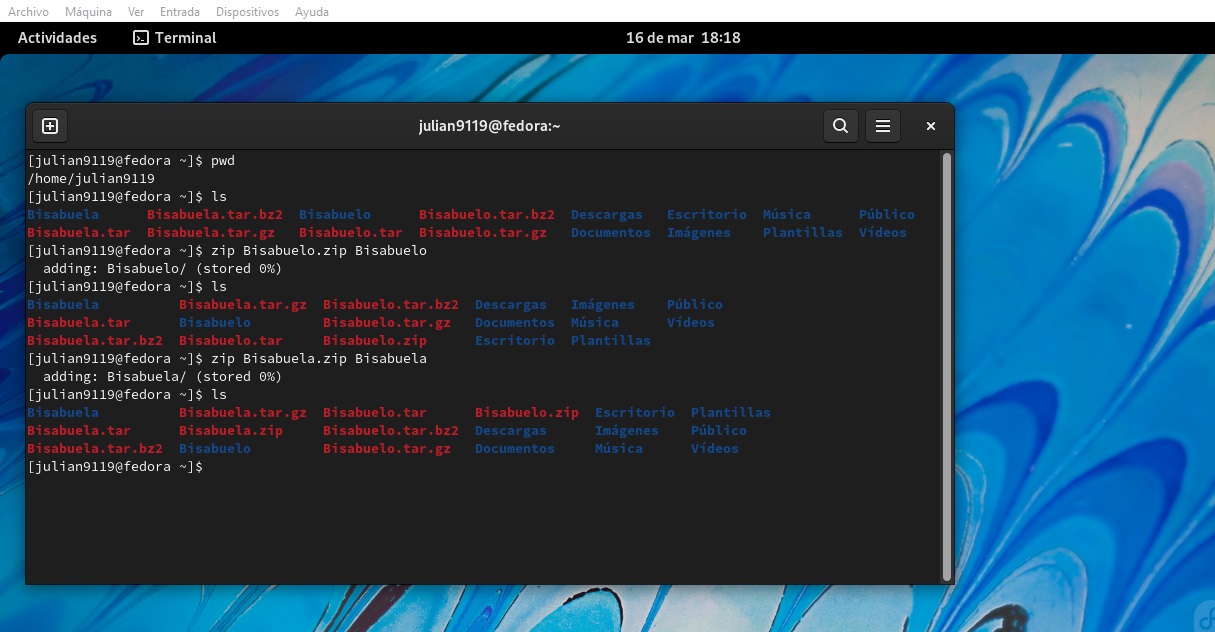 Archivo Máquina Ver Entrada Dispositivos Ayuda
Actividades Terminal 16 de mar 18:18
julian9119@fedora:~
[julian9119@fedora ~]$ pwd
/home/julian9119
[julian9119@fedora ~]$ ls
Bisabuela Bisabuela.tar.bz2 Bisabuelo Bisabuelo.tar.bz2 Descargas Escritorio Música Público
Bisabuela.tar Bisabuela.tar.gz Bisabuelo.tar Bisabuelo.tar.gz Documentos Imágenes Plantillas Vídeos
[julian9119@fedora ~]$ zip Bisabuelo.zip Bisabuelo
  adding: Bisabuelo/ (stored 0%)
[julian9119@fedora ~]$ ls
Bisabuela Bisabuela.tar.gz Bisabuelo.tar.bz2 Descargas Imágenes Público
Bisabuela.tar Bisabuelo Bisabuelo.tar.gz Documentos Música Vídeos
Bisabuela.tar.bz2 Bisabuelo.tar Bisabuelo.zip Escritorio Plantillas
[julian9119@fedora ~]$ zip Bisabuela.zip Bisabuela
  adding: Bisabuela/ (stored 0%)
[julian9119@fedora ~]$ ls
Bisabuela Bisabuela.tar.gz Bisabuelo.tar Bisabuelo.zip Escritorio Plantillas
Bisabuela.tar Bisabuela.zip Bisabuelo.tar.bz2 Descargas Imágenes Público
Bisabuela.tar.bz2 Bisabuelo Bisabuelo.tar.gz Documentos Música Vídeos
[julian9119@fedora ~]$